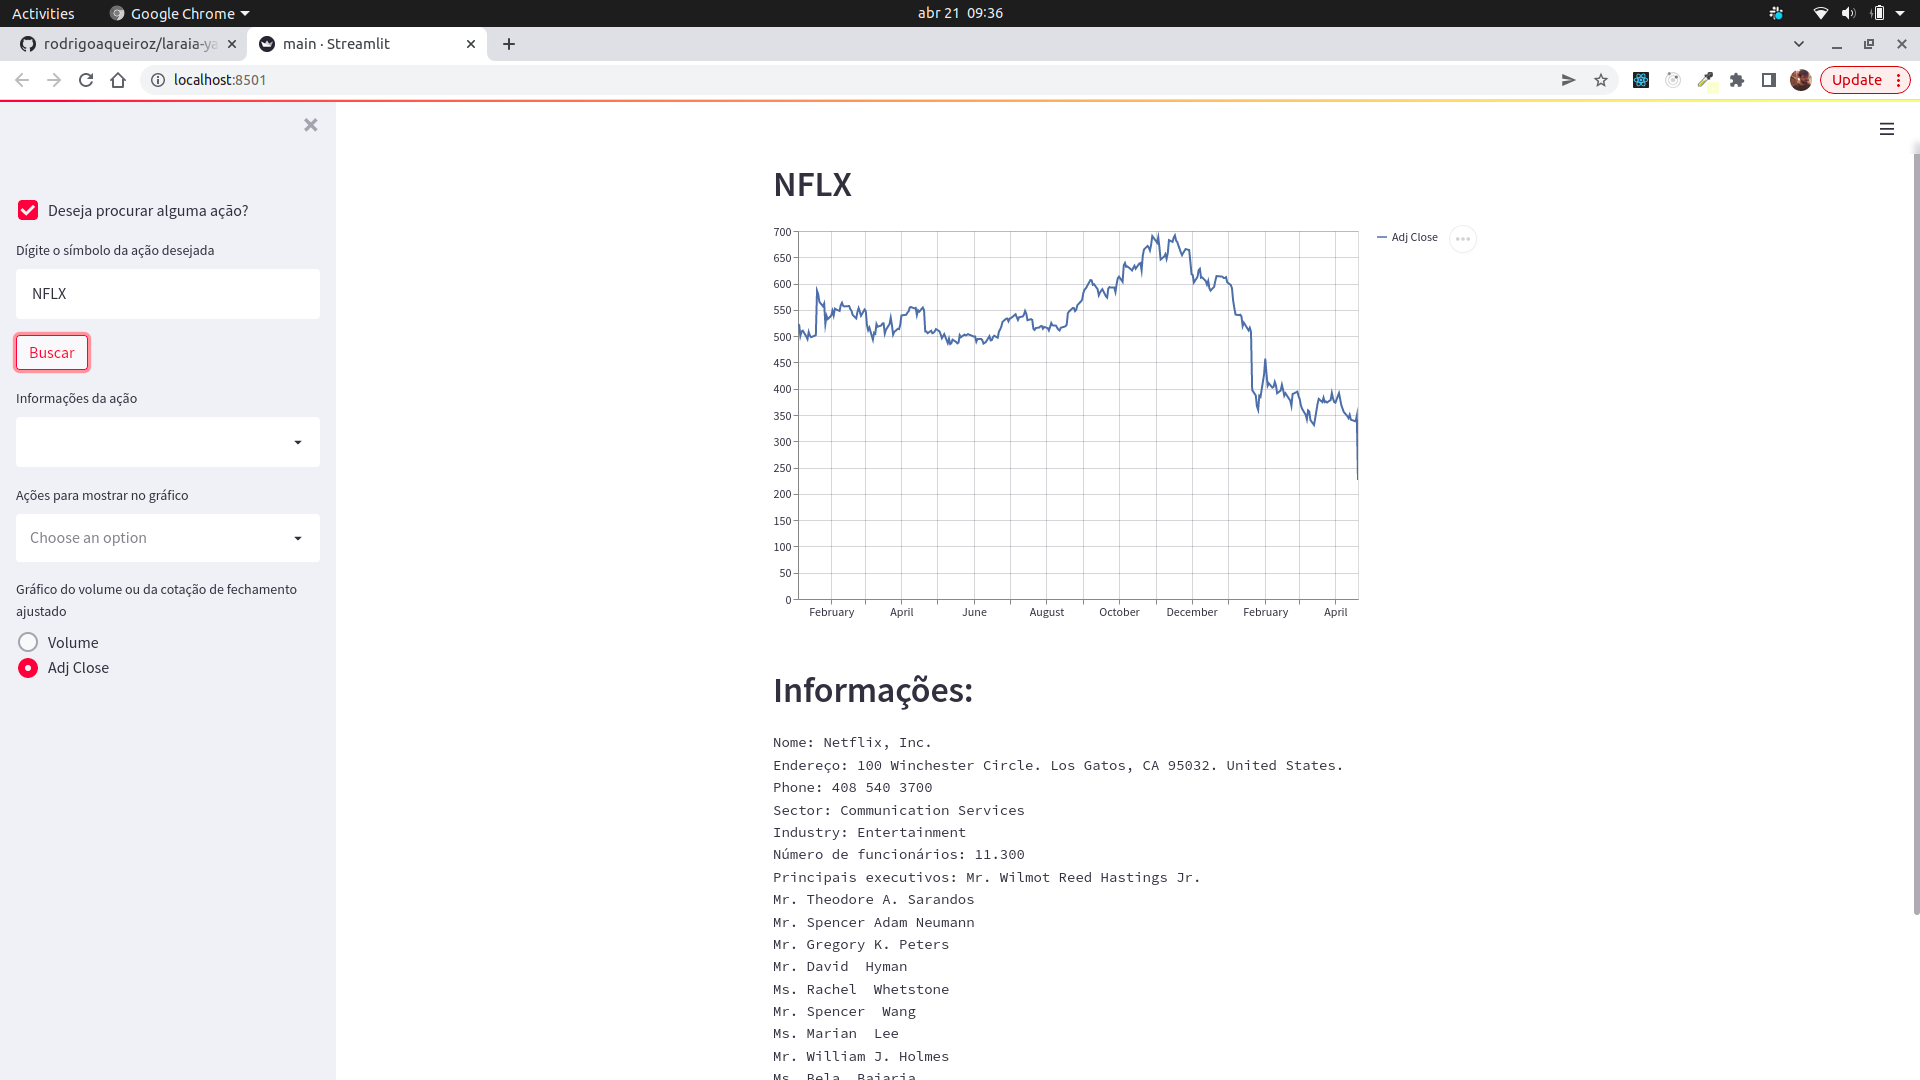 Activities
Google Chrome
abr 21 09:36
rodrigoaqueiroz/laraia-ya
main · Streamlit
localhost:8501
Update
Deseja procurar alguma ação?
Dígite o símbolo da ação desejada
NFLX
Buscar
Informações da ação
Ações para mostrar no gráfico
Choose an option
Gráfico do volume ou da cotação de fechamento
ajustado
Volume
Adj Close
NFLX
700
650
600
550
500
450
400
350
300
250
200
150
100
50
0
February April June August October December February April
Adj Close
Informações:
Nome: Netflix, Inc.
Endereço: 100 Winchester Circle. Los Gatos, CA 95032. United States.
Phone: 408 540 3700
Sector: Communication Services
Industry: Entertainment
Número de funcionários: 11.300
Principais executivos: Mr. Wilmot Reed Hastings Jr.
Mr. Theodore A. Sarandos
Mr. Spencer Adam Neumann
Mr. Gregory K. Peters
Mr. David  Hyman
Ms. Rachel  Whetstone
Mr. Spencer  Wang
Ms. Marian  Lee
Mr. William J. Holmes
Ms. Bela  Bajaria